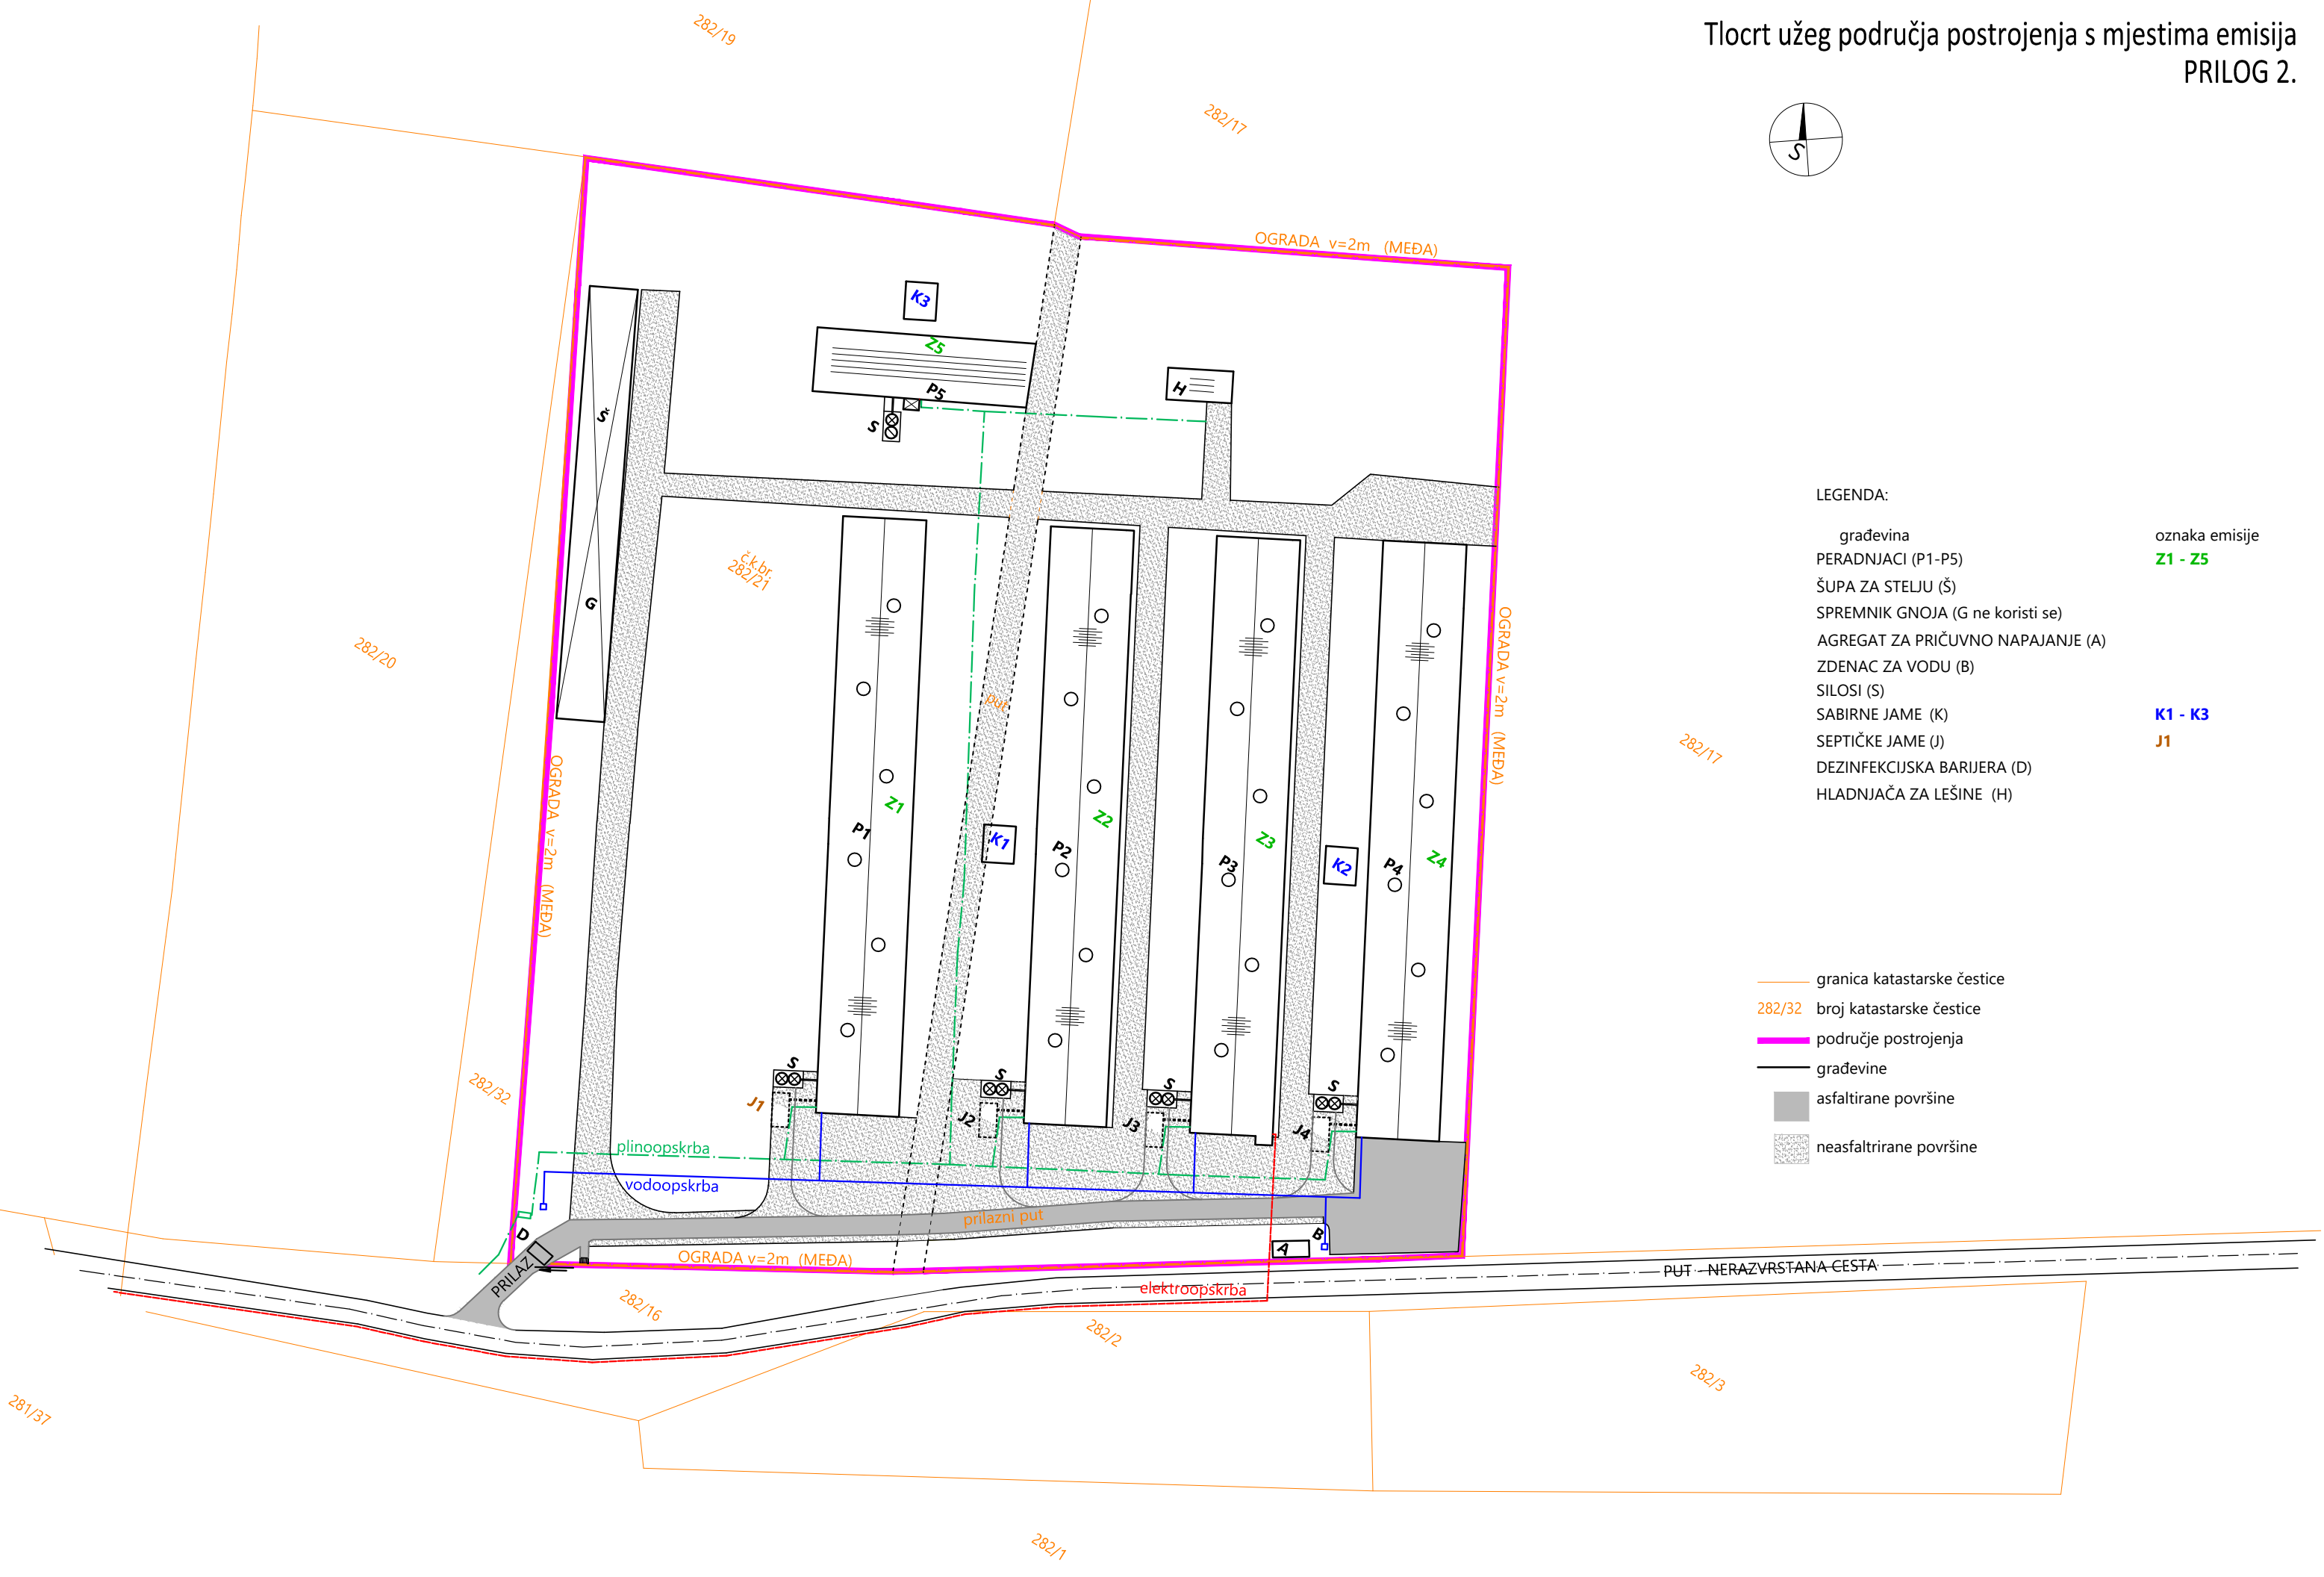 Tlocrt užeg područja postrojenja s mjestima emisija
PRILOG 2.
S
282/19
282/17
OGRADA v=2m (MEĐA)
K3
Z5
P5
S
H
Š
G
č.k.br.
282/21
282/20
put
OGRADA v=2m (MEĐA)
OGRADA v=2m (MEĐA)
282/17
Z1
P1
K1
Z2
P2
Z3
P3
K2
Z4
P4
282/32
S
J1
S
J2
S
J3
S
J4
plinoopskrba
vodoopskrba
prilazni put
D
PRILAZ
OGRADA v=2m (MEĐA)
A
B
elektroopskrba
PUT - NERAZVRSTANA CESTA
282/16
282/2
282/3
281/37
282/1
LEGENDA:
građevina oznaka emisije
PERADNJACI (P1-P5) Z1 - Z5
ŠUPA ZA STELJU (Š)
SPREMNIK GNOJA (G ne koristi se)
AGREGAT ZA PRIČUVNO NAPAJANJE (A)
ZDENAC ZA VODU (B)
SILOSI (S)
SABIRNE JAME (K) K1 - K3
SEPTIČKE JAME (J) J1
DEZINFEKCIJSKA BARIJERA (D)
HLADNJAČA ZA LEŠINE (H)
granica katastarske čestice
282/32 broj katastarske čestice
područje postrojenja
građevine
asfaltirane površine
neasfaltrirane površine